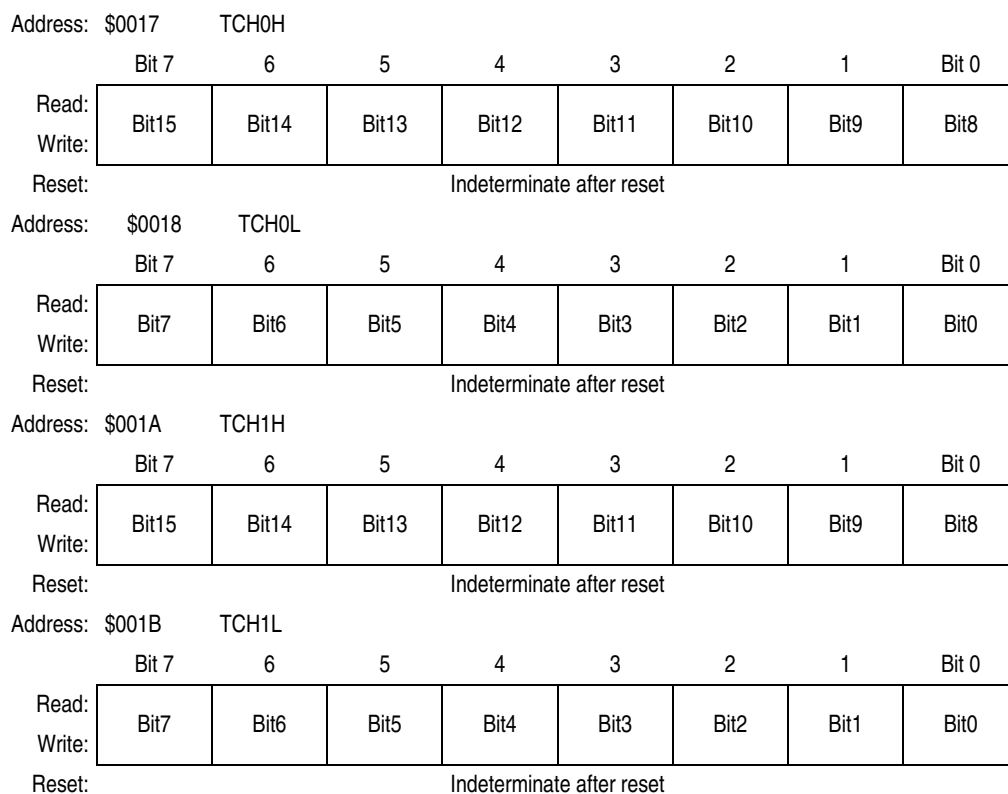 Address: $0017 TCH0H
Bit 7 6 5 4 3 2 1 Bit 0
Read:
Bit15 Bit14 Bit13 Bit12 Bit11 Bit10 Bit9 Bit8
Write:
Reset: Indeterminate after reset
Address: $0018 TCH0L
Bit 7 6 5 4 3 2 1 Bit 0
Read:
Bit7 Bit6 Bit5 Bit4 Bit3 Bit2 Bit1 Bit0
Write:
Reset: Indeterminate after reset
Address: $001A TCH1H
Bit 7 6 5 4 3 2 1 Bit 0
Read:
Bit15 Bit14 Bit13 Bit12 Bit11 Bit10 Bit9 Bit8
Write:
Reset: Indeterminate after reset
Address: $001B TCH1L
Bit 7 6 5 4 3 2 1 Bit 0
Read:
Bit7 Bit6 Bit5 Bit4 Bit3 Bit2 Bit1 Bit0
Write:
Reset: Indeterminate after reset